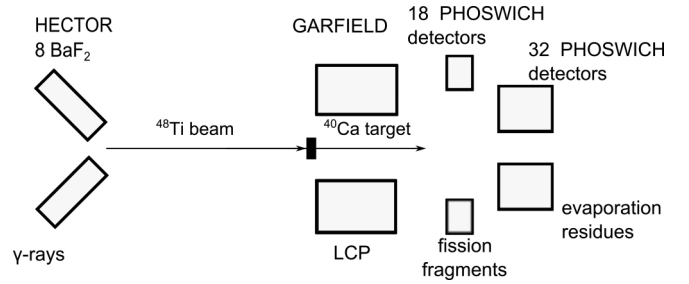 HECTOR
8 BaF₂
GARFIELD
18 PHOSWICH
detectors
32 PHOSWICH
detectors
⁴⁸Ti beam
⁴⁰Ca target
γ-rays
LCP
fission
fragments
evaporation
residues